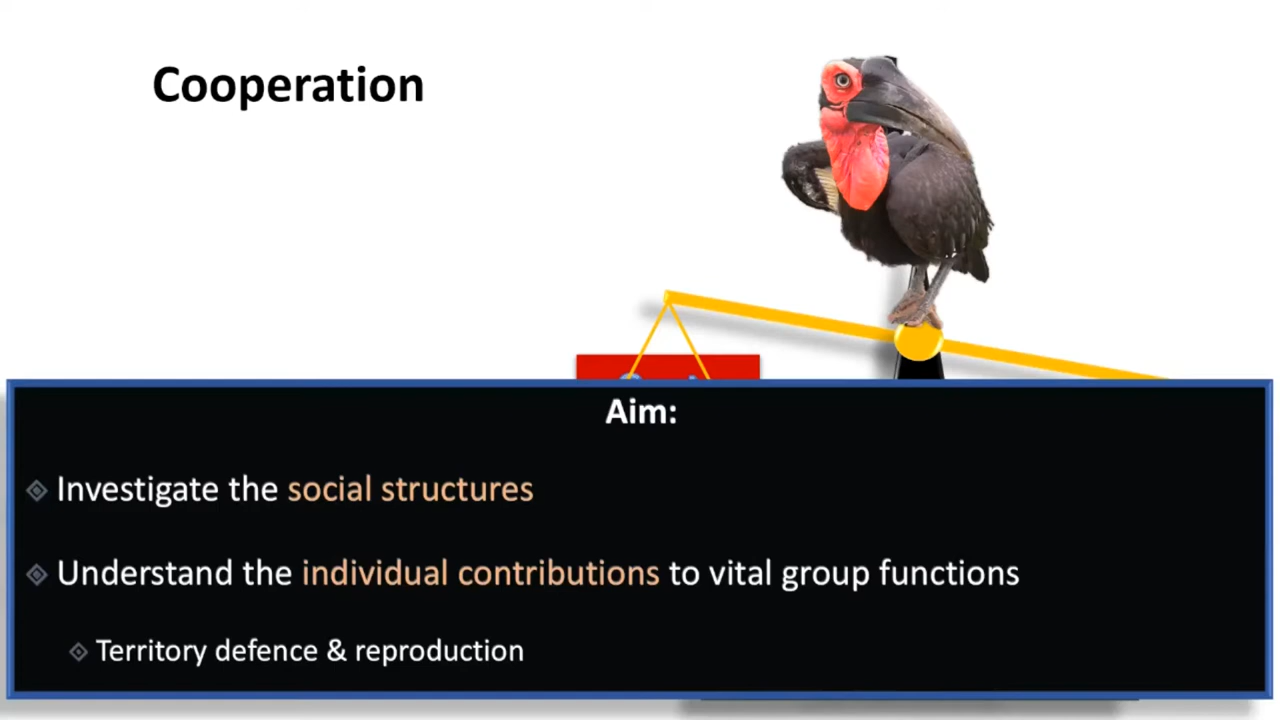 Cooperation
Aim:
Investigate the social structures
Understand the individual contributions to vital group functions
Territory defence & reproduction